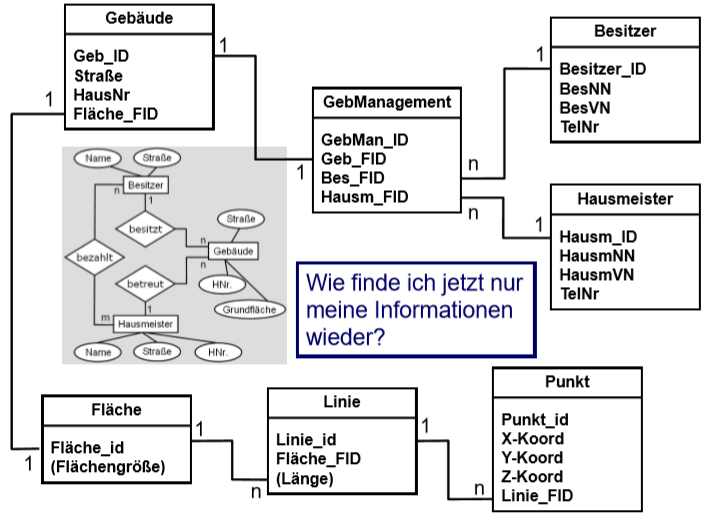 Gebäude
Geb_ID
Straße
HausNr
Fläche_FID
1
1
GebManagement
GebMan_ID
Geb_FID
Bes_FID
Hausm_FID
1
n
n
Besitzer
Besitzer_ID
BesNN
BesVN
TelNr
1
Hausmeister
Hausm_ID
HausmNN
HausmVN
TelNr
1
Name
Straße
Besitzer
n
1
besitzt
Straße
n
Gebäude
n
bezahlt
betreut
HNr.
Grundfläche
m
1
Hausmeister
Name
Straße
HNr.
Wie finde ich jetzt nur
meine Informationen
wieder?
Fläche
Fläche_id
(Flächengröße)
1
1
n
Linie
Linie_id
Fläche_FID
(Länge)
1
n
Punkt
Punkt_id
X-Koord
Y-Koord
Z-Koord
Linie_FID